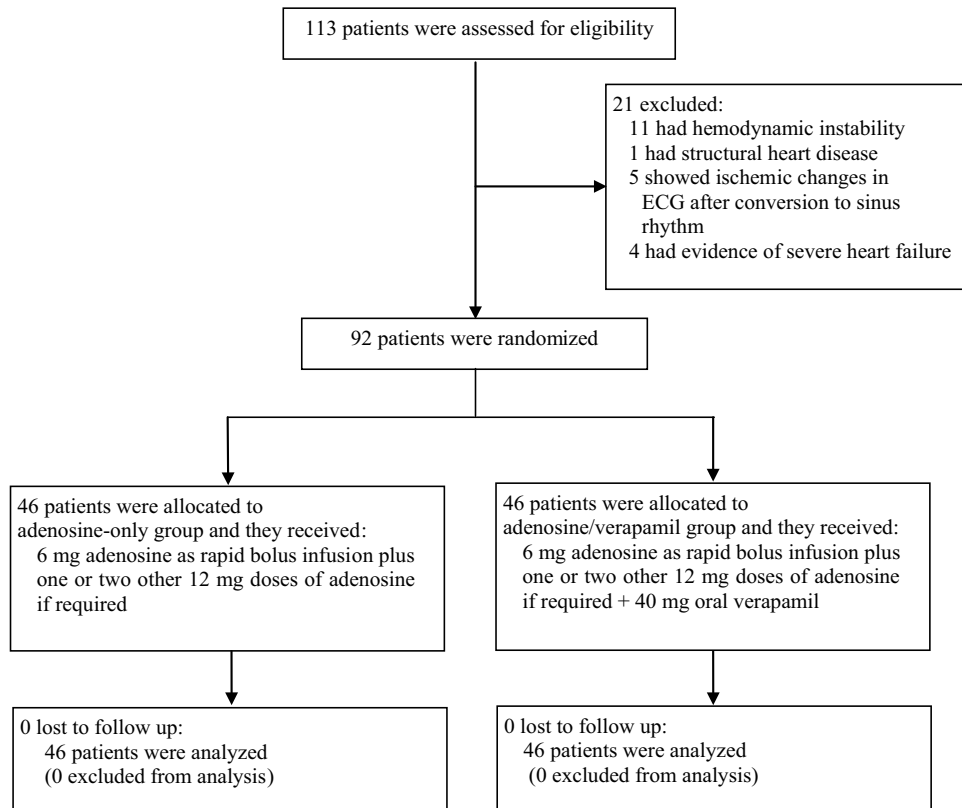 113 patients were assessed for eligibility
21 excluded:
11 had hemodynamic instability
1 had structural heart disease
5 showed ischemic changes in
ECG after conversion to sinus
rhythm
4 had evidence of severe heart failure
92 patients were randomized
46 patients were allocated to
adenosine-only group and they received:
6 mg adenosine as rapid bolus infusion plus
one or two other 12 mg doses of adenosine
if required
46 patients were allocated to
adenosine/verapamil group and they received:
6 mg adenosine as rapid bolus infusion plus
one or two other 12 mg doses of adenosine
if required + 40 mg oral verapamil
0 lost to follow up:
46 patients were analyzed
(0 excluded from analysis)
0 lost to follow up:
46 patients were analyzed
(0 excluded from analysis)